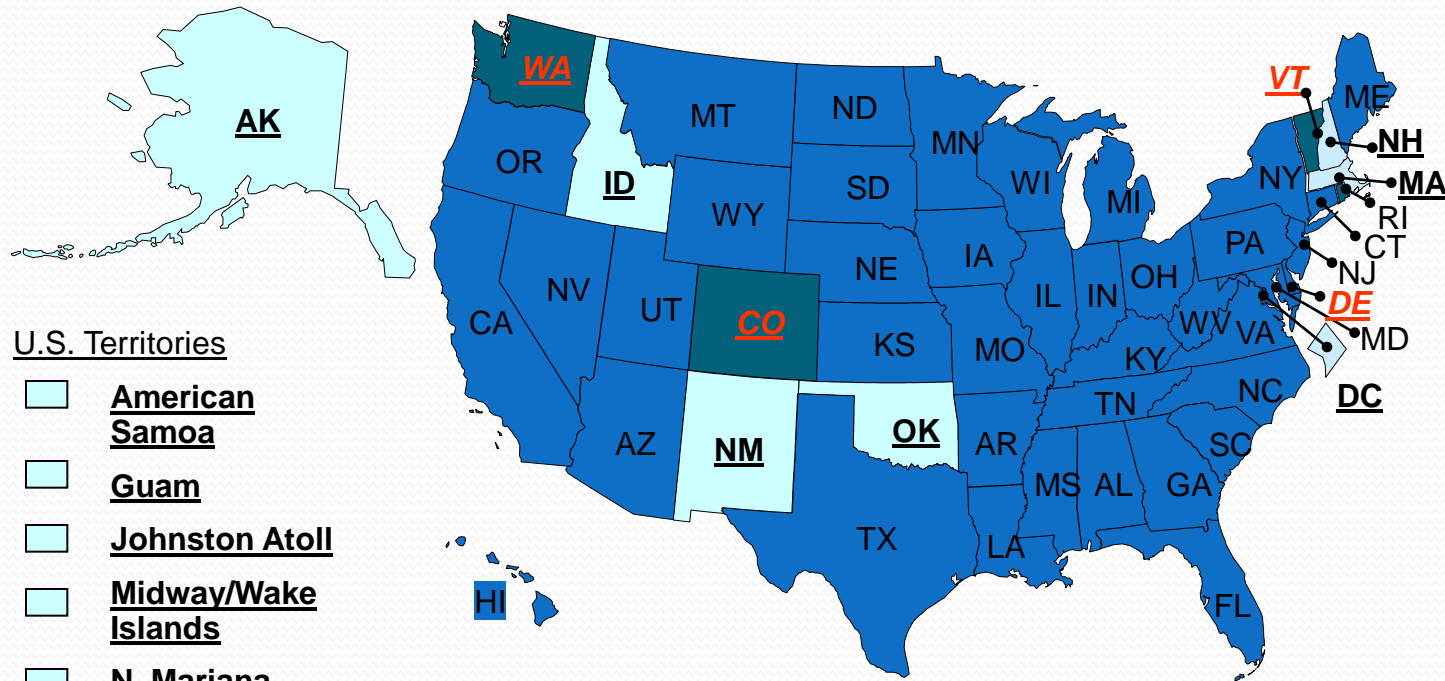 AK
WA
ID
MT
ND
MN
OR
WY
SD
WI
MI
NY
VT
ME
NH
MA
RI
CT
NJ
PA
DE
MD
DC
NV
UT
CO
NE
IA
IL
IN
OH
WV
VA
CA
KS
MO
KY
NC
TN
AZ
NM
OK
AR
SC
MS
AL
GA
TX
LA
FL
HI
U.S. Territories
American
Samoa
Guam
Johnston Atoll
Midway/Wake
Islands
N. Mariana